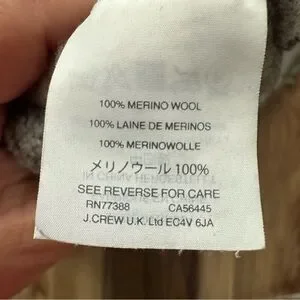 100% MERINO WOOL
100% LAINE DE MERINOS
100% MERINOWOLLE
メリノウール 100%
SEE REVERSE FOR CARE
RN77388 CA56445
J.CREW U.K. Ltd EC4V 6JA